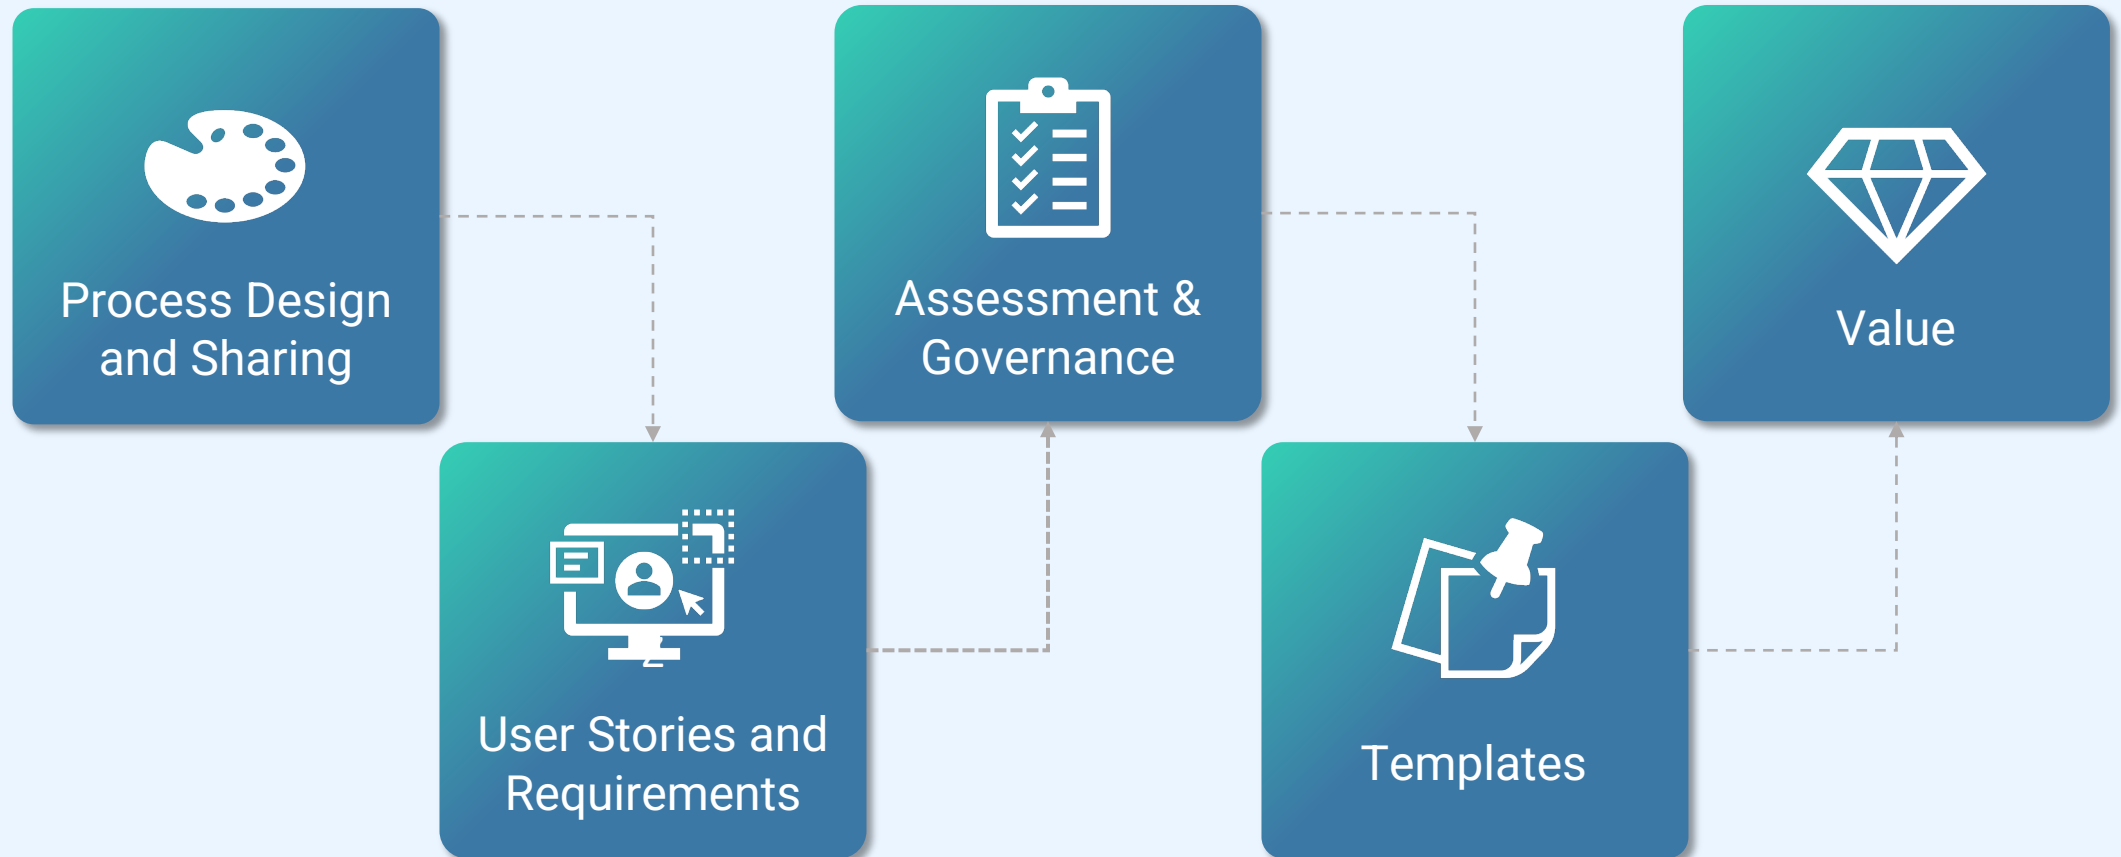 Process Design
and Sharing
User Stories and
Requirements
Assessment &
Governance
Templates
Value